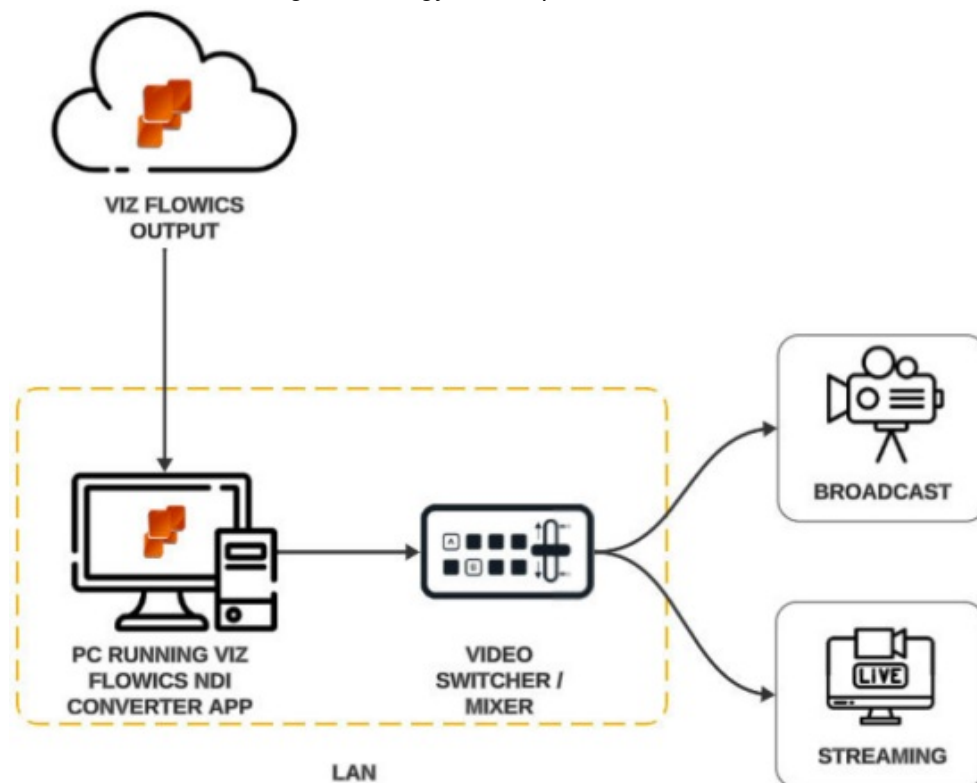 VIZ FLOWICS
OUTPUT
PC RUNNING VIZ
FLOWICS NDI
CONVERTER APP
A
B
VIDEO
SWITCHER /
MIXER
BROADCAST
LIVE
STREAMING
LAN